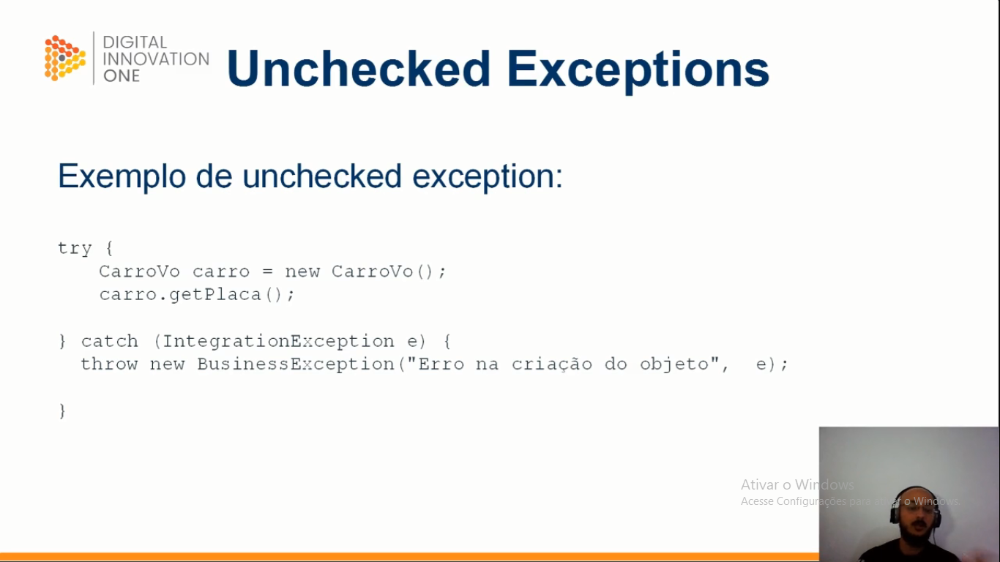 DIGITAL
INNOVATION
ONE
Unchecked Exceptions
Exemplo de unchecked exception:
try {
CarroVo carro = new CarroVo();
carro.getPlaca();
} catch (IntegrationException e) {
throw new BusinessException("Erro na criação do objeto", e);
}
Ativar o Windows
Acesse Configurações para ativar o Windows.